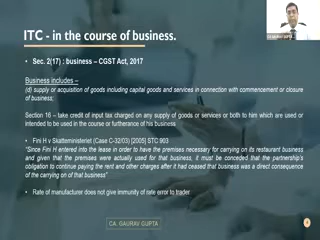 CA GAURAV GUPTA
ITC - in the course of business.
• Sec. 2(17) : business – CGST Act, 2017
Business includes –
(d) supply or acquisition of goods including capital goods and services in connection with commencement or closure
of business;
Section 16 – take credit of input tax charged on any supply of goods or services or both to him which are used or
intended to be used in the course or furtherance of his business
• Fini H v Skatteministeriet (Case C-32/03) [2005] STC 903
"Since Fini H entered into the lease in order to have the premises necessary for carrying on its restaurant business
and given that the premises were actually used for that business, it must be conceded that the partnership's
obligation to continue paying the rent and other charges after it had ceased that business was a direct consequence
of the carrying on of that business"
• Rate of manufacturer does not give immunity of rate error to trader
CA. GAURAV GUPTA